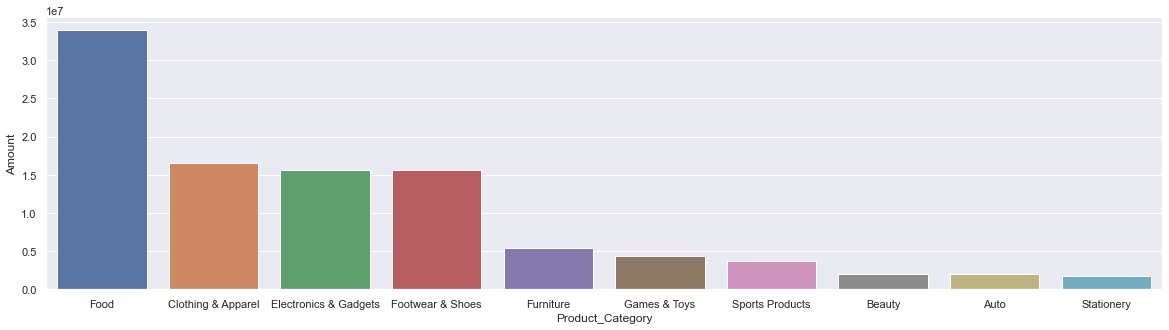 1e7
3.5
3.0
2.5
2.0
1.5
1.0
0.5
0.0
Amount
Food Clothing & Apparel Electronics & Gadgets Footwear & Shoes Furniture Games & Toys Sports Products Beauty Auto Stationery
Product_Category